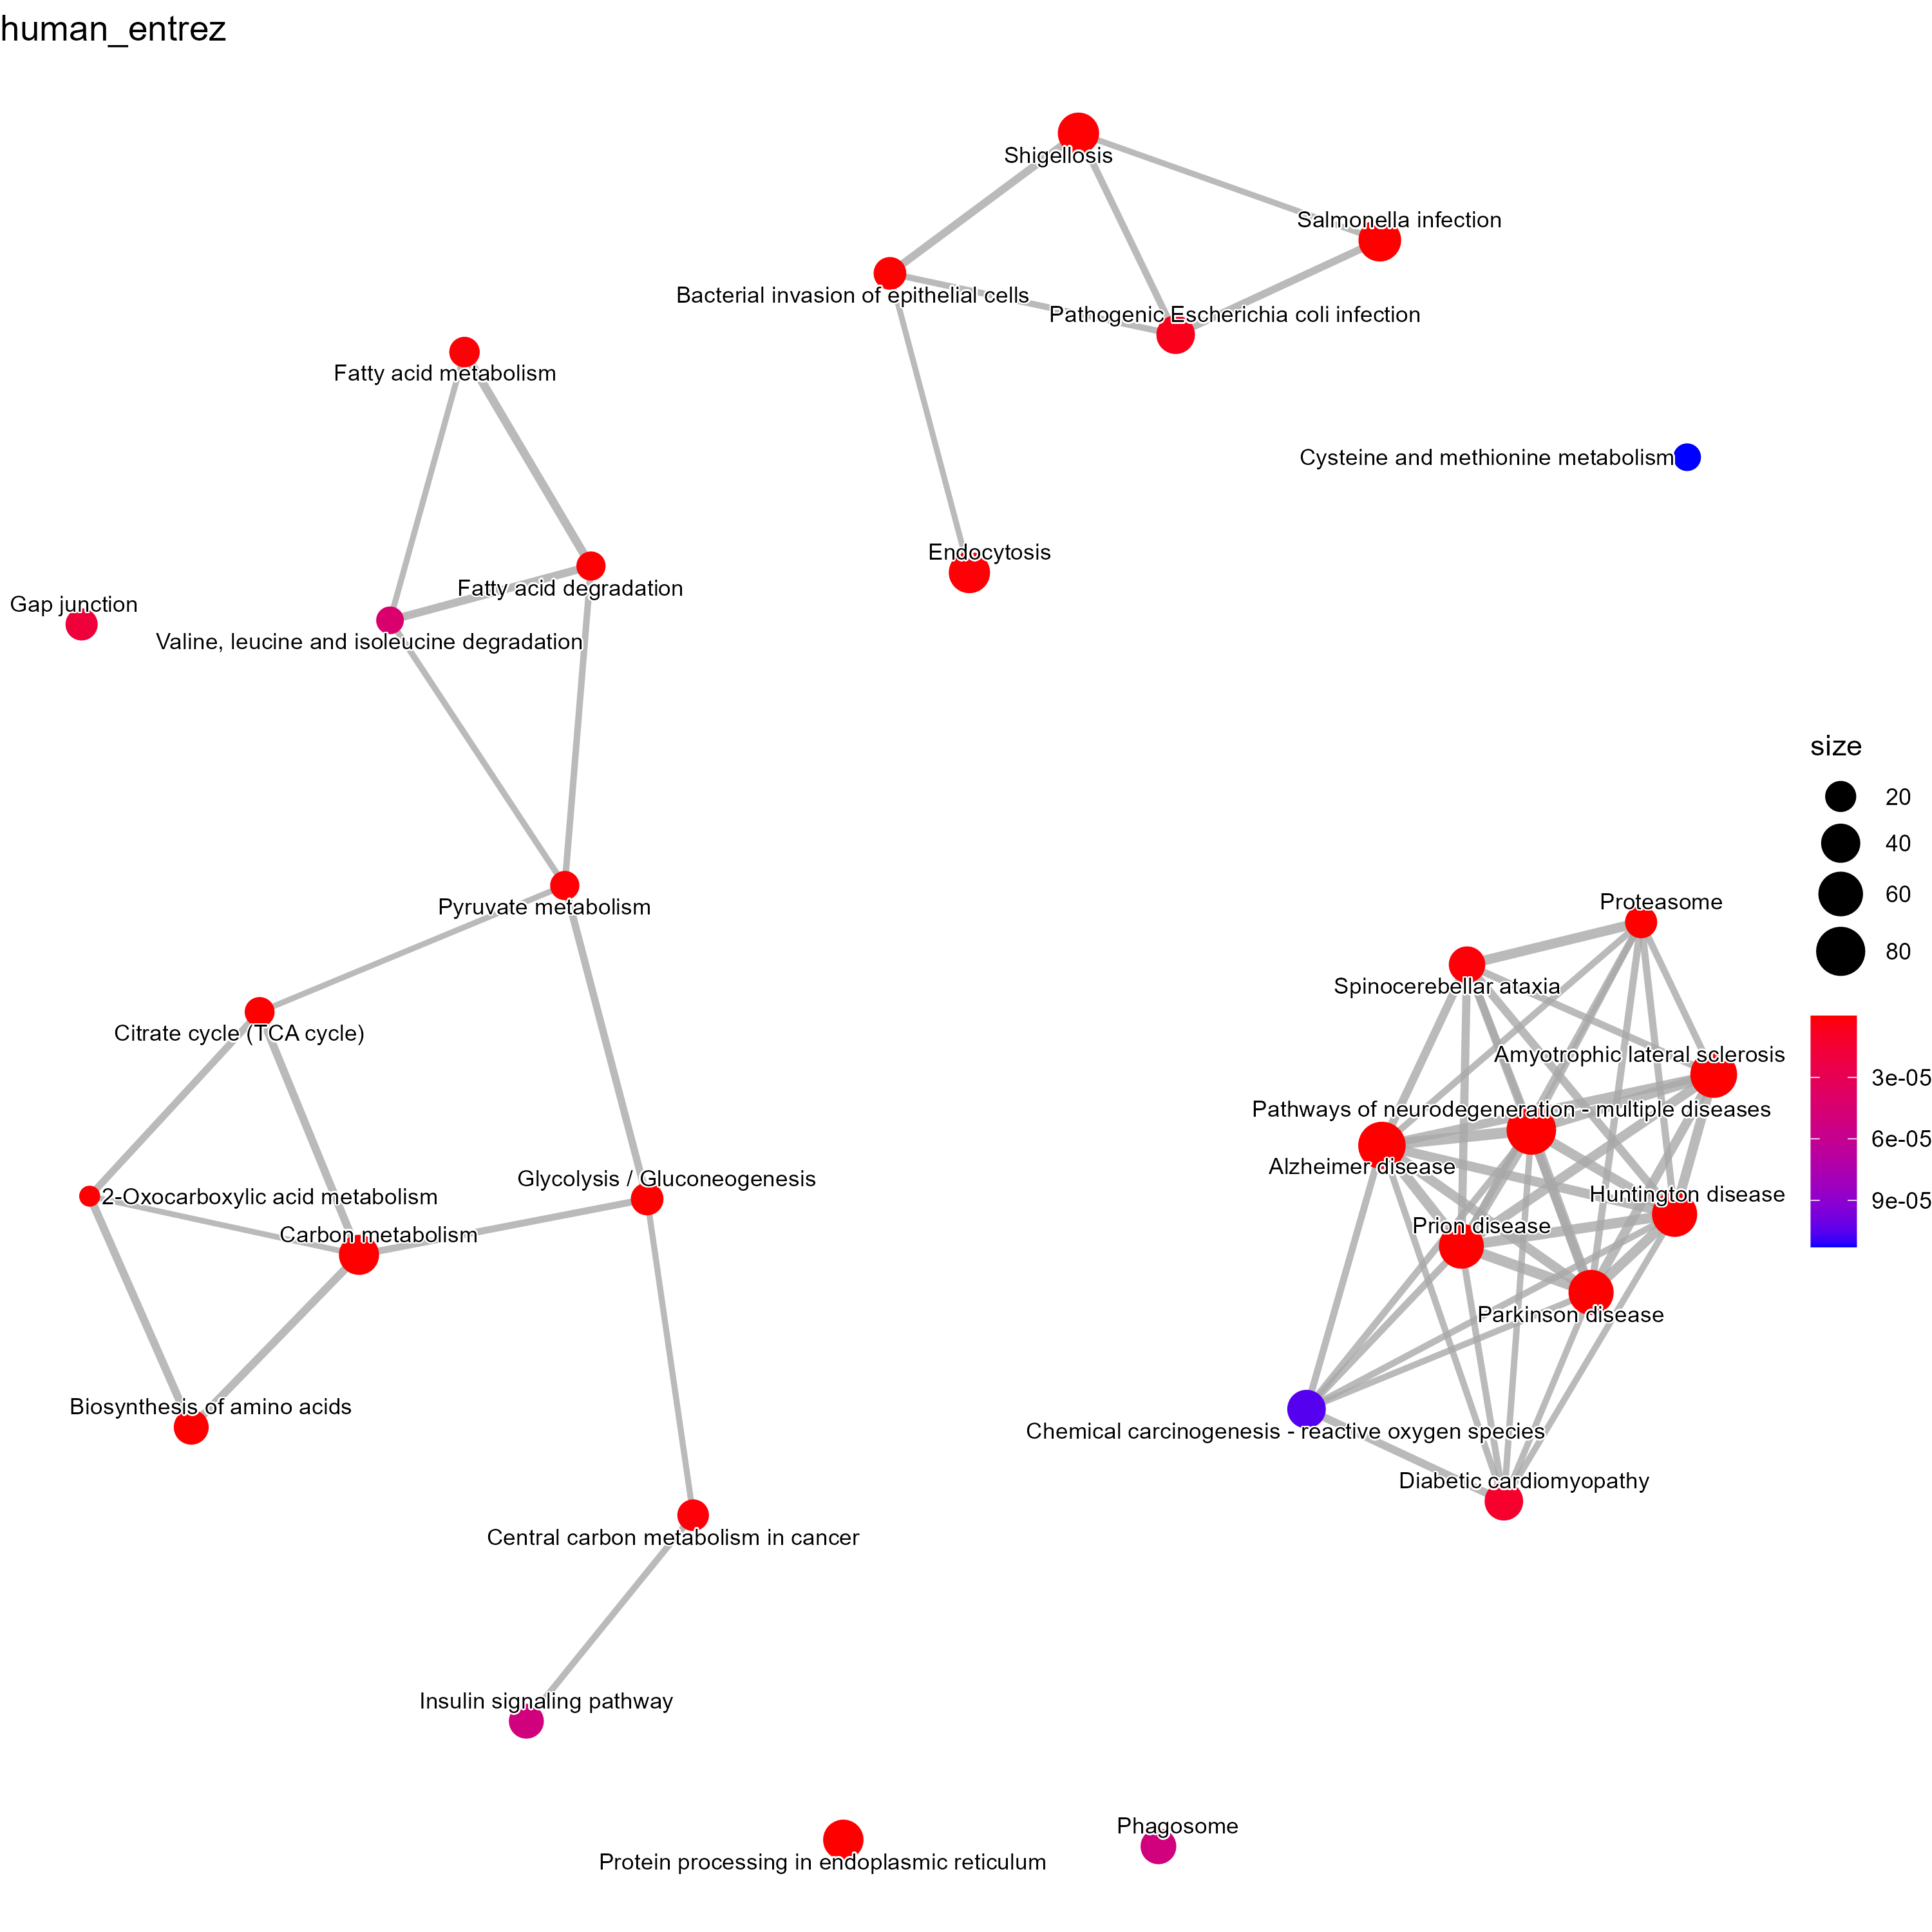 human_entrez
Shigellosis
Salmonella infection
Bacterial invasion of epithelial cells
Pathogenic Escherichia coli infection
Fatty acid metabolism
Cysteine and methionine metabolism
Endocytosis
Fatty acid degradation
Gap junction
Valine, leucine and isoleucine degradation
size
20
40
60
80
Pyruvate metabolism
Proteasome
Spinocerebellar ataxia
Citrate cycle (TCA cycle)
Amyotrophic lateral sclerosis
3e-05
6e-05
9e-05
Pathways of neurodegeneration - multiple diseases
Alzheimer disease
Glycolysis / Gluconeogenesis
2-Oxocarboxylic acid metabolism
Huntington disease
Carbon metabolism
Prion disease
Parkinson disease
Biosynthesis of amino acids
Chemical carcinogenesis - reactive oxygen species
Diabetic cardiomyopathy
Central carbon metabolism in cancer
Insulin signaling pathway
Phagosome
Protein processing in endoplasmic reticulum